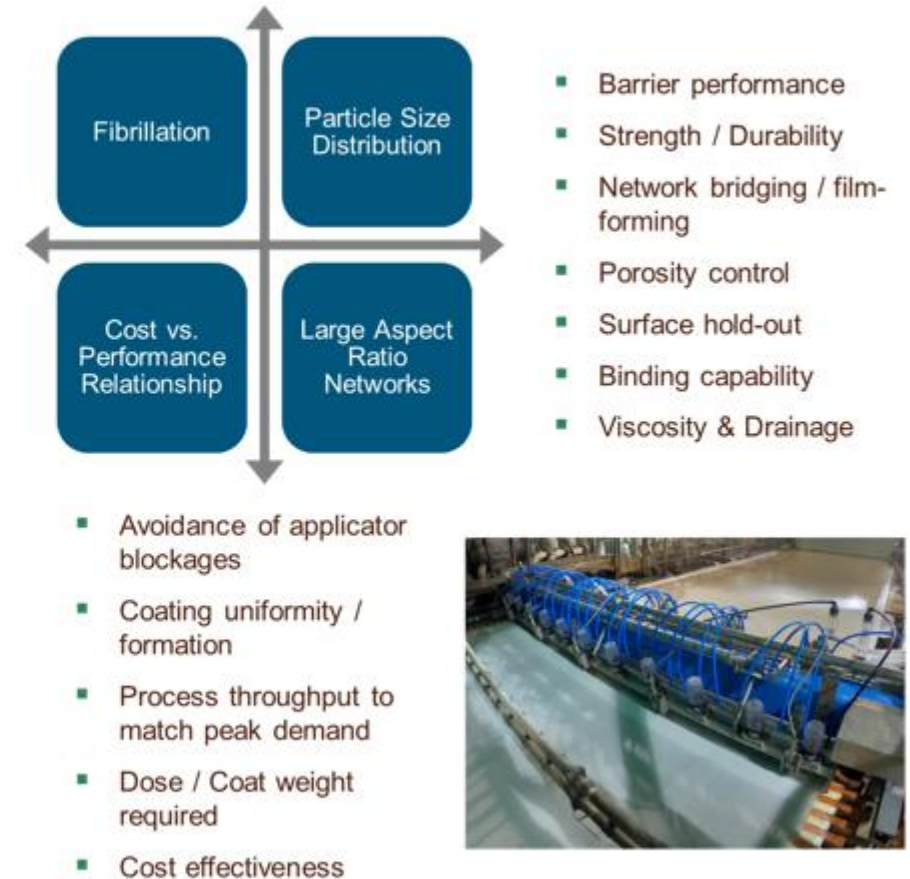 Fibrillation
Particle Size
Distribution
Cost vs.
Performance
Relationship
Large Aspect
Ratio
Networks
▪ Barrier performance
▪ Strength / Durability
▪ Network bridging / film-
forming
▪ Porosity control
▪ Surface hold-out
▪ Binding capability
▪ Viscosity & Drainage
▪ Avoidance of applicator
blockages
▪ Coating uniformity /
formation
▪ Process throughput to
match peak demand
▪ Dose / Coat weight
required
▪ Cost effectiveness